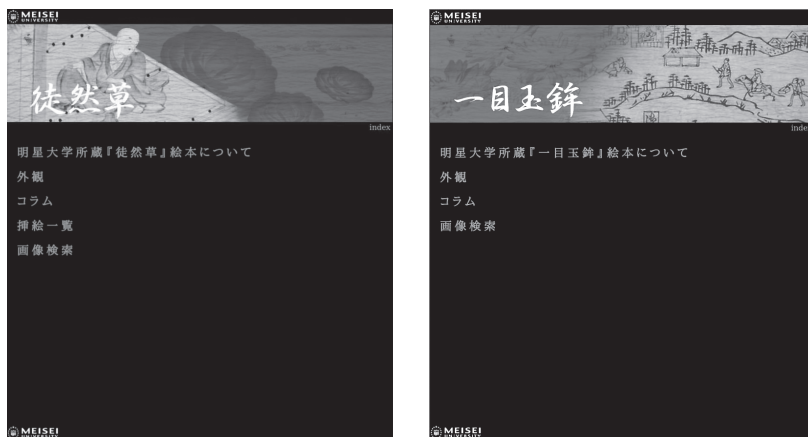 MEISEI
UNIVERSITY
徒然草
index
明星大学所蔵『徒然草』絵本について
外観
コラム
挿絵一覧
画像検索
MEISEI
UNIVERSITY
MEISEI
UNIVERSITY
一目玉鉾
inde
明星大学所蔵『一目玉鉾』絵本について
外観
コラム
画像検索
MEISEI
UNIVERSITY